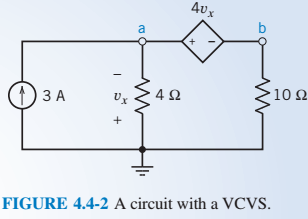 4vₓ
a
b
+ −
3 A
−
vₓ
+
4 Ω
10 Ω
FIGURE 4.4-2 A circuit with a VCVS.